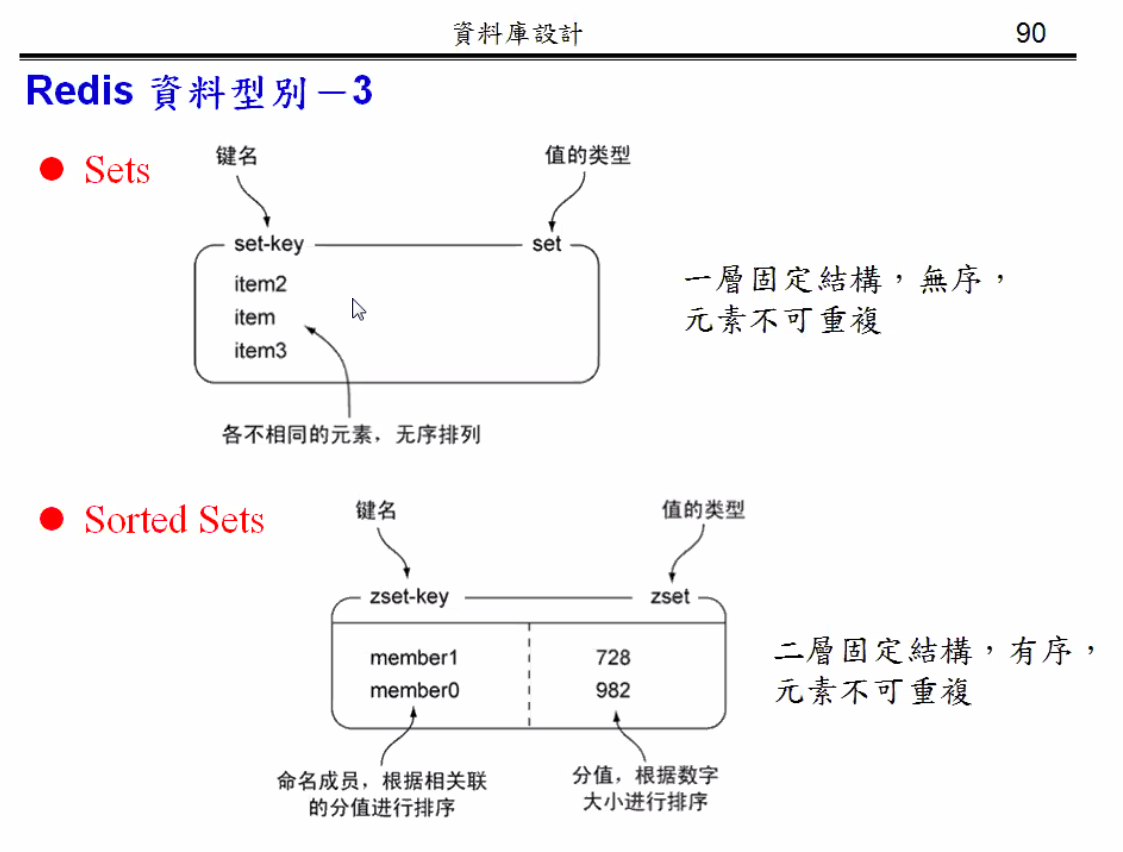 資料庫設計
90
Redis 資料型別－3
● Sets
键名
值的类型
set-key
set
item2
item
item3
一層固定結構，無序，
元素不可重複
各不相同的元素，无序排列
● Sorted Sets
键名
值的类型
zset-key
zset
member1
728
member0
982
二層固定結構，有序，
元素不可重複
命名成员，根据相关联
的分值进行排序
分值，根据数字
大小进行排序